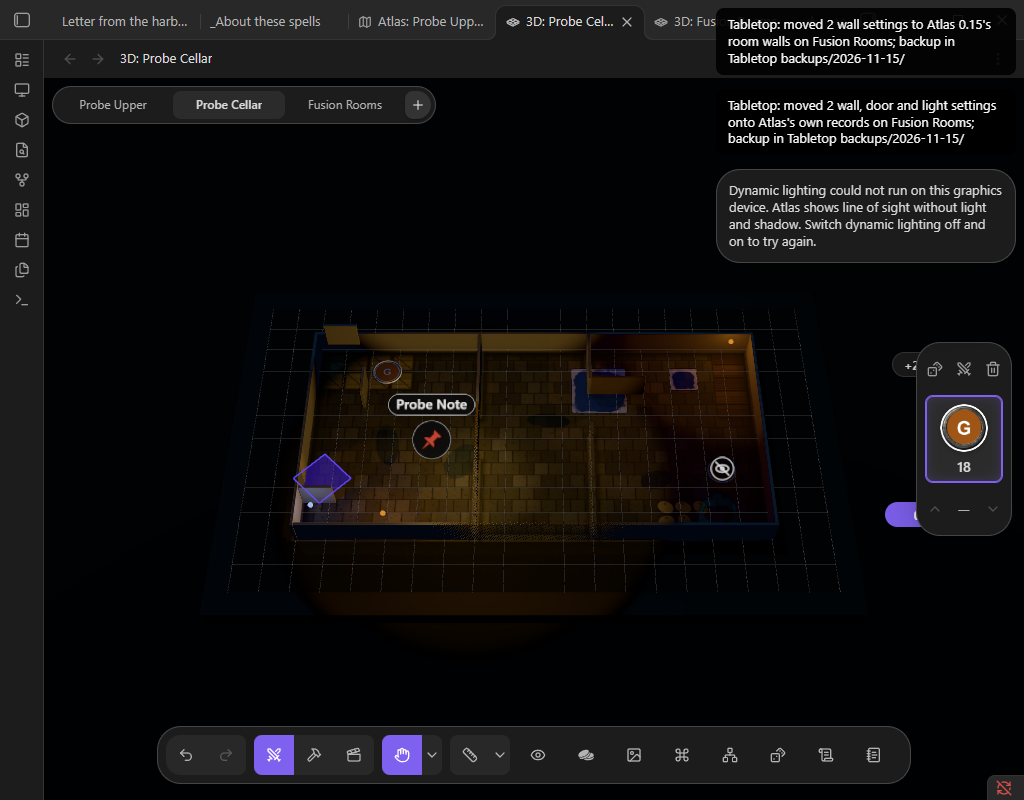 Letter from the harb...
_About these spells
Atlas: Probe Upp...
3D: Probe Cel...
3D: Fusio
3D: Probe Cellar
Probe Upper
Probe Cellar
Fusion Rooms
+
Tabletop: moved 2 wall settings to Atlas 0.15's
room walls on Fusion Rooms; backup in
Tabletop backups/2026-11-15/
Tabletop: moved 2 wall, door and light settings
onto Atlas's own records on Fusion Rooms;
backup in Tabletop backups/2026-11-15/
Dynamic lighting could not run on this graphics
device. Atlas shows line of sight without light
and shadow. Switch dynamic lighting off and
on to try again.
G
Probe Note
+2
G
18